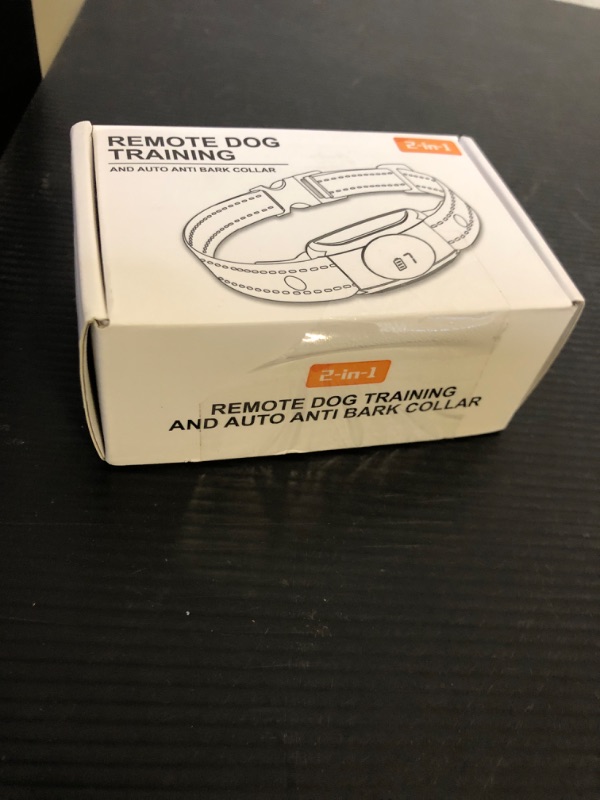 REMOTE DOG
TRAINING
AND AUTO ANTI BARK COLLAR
2-in-1
7
2-in-1
REMOTE DOG TRAINING
AND AUTO ANTI BARK COLLAR